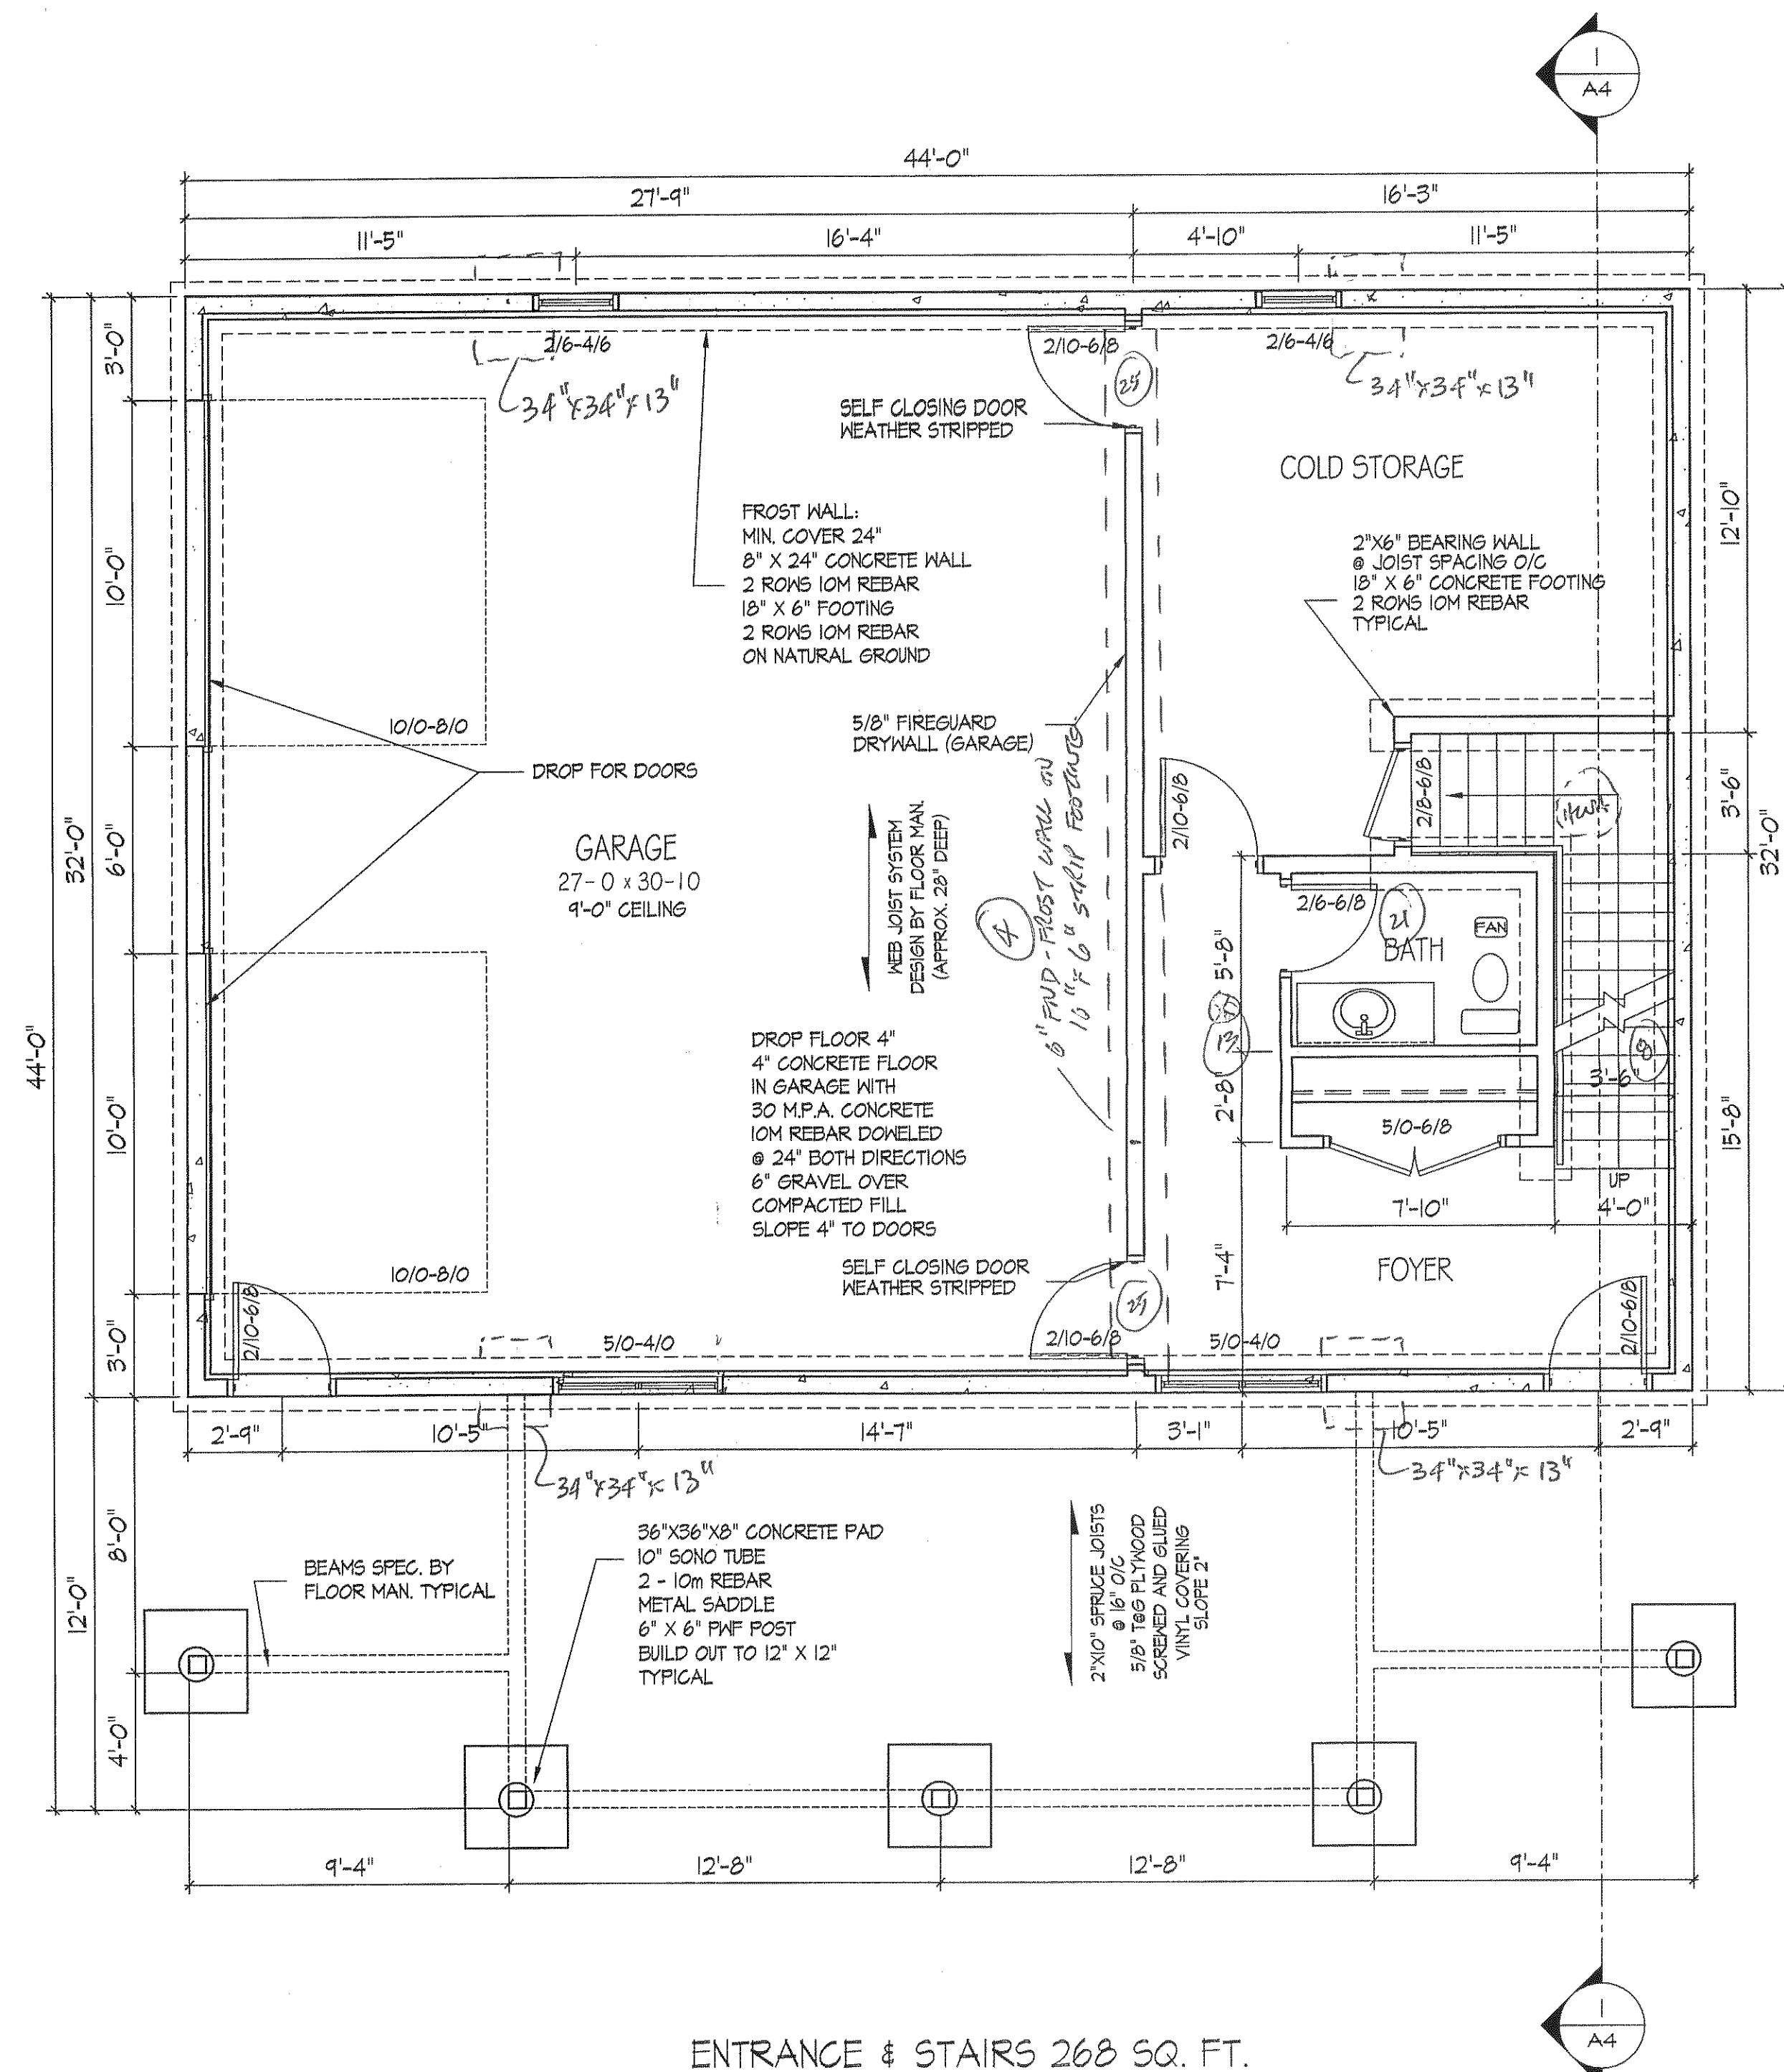 1
A4
44'-0"
27'-9"
16'-3"
11'-5"
16'-4"
4'-10"
11'-5"
2/6-4/6
2/10-6/8
2/6-4/6
34"x34"x13"
25
34"x34"x13"
SELF CLOSING DOOR
WEATHER STRIPPED
COLD STORAGE
3'-0"
10'-0"
6'-0"
10'-0"
3'-0"
32'-0"
44'-0"
12'-10"
3'-6"
32'-0"
15'-8"
FROST WALL:
MIN. COVER 24"
8" X 24" CONCRETE WALL
2 ROWS 10M REBAR
18" X 6" FOOTING
2 ROWS 10M REBAR
ON NATURAL GROUND
2"X6" BEARING WALL
@ JOIST SPACING O/C
18" X 6" CONCRETE FOOTING
2 ROWS 10M REBAR
TYPICAL
5/8" FIREGUARD
DRYWALL (GARAGE)
10/0-8/0
DROP FOR DOORS
GARAGE
27-0 x 30-10
9'-0" CEILING
WEB JOIST SYSTEM
DESIGN BY FLOOR MAN.
(APPROX. 28" DEEP)
4
6" FND - FROST WALL ON
16" x 6" STRIP FOOTING
2/10-6/8
2/8-6/8
2/6-6/8
21
BATH
FAN
5'-8"
13
2'-8"
8
3'-6"
5/0-6/8
UP
7'-10"
4'-0"
7'-4"
FOYER
DROP FLOOR 4"
4" CONCRETE FLOOR
IN GARAGE WITH
30 M.P.A. CONCRETE
10M REBAR DOWELED
@ 24" BOTH DIRECTIONS
6" GRAVEL OVER
COMPACTED FILL
SLOPE 4" TO DOORS
SELF CLOSING DOOR
WEATHER STRIPPED
10/0-8/0
2/10-6/8
5/0-4/0
2/10-6/8
5/0-4/0
2/10-6/8
2'-9"
10'-5"
14'-7"
3'-1"
10'-5"
2'-9"
34"x34"x13"
34"x34"x13"
8'-0"
12'-0"
4'-0"
BEAMS SPEC. BY
FLOOR MAN. TYPICAL
36"X36"X8" CONCRETE PAD
10" SONO TUBE
2 - 10m REBAR
METAL SADDLE
6" X 6" PWF POST
BUILD OUT TO 12" X 12"
TYPICAL
2"X10" SPRUCE JOISTS
@ 16" O/C
5/8" T&G PLYWOOD
SCREWED AND GLUED
VINYL COVERING
SLOPE 2"
9'-4"
12'-8"
12'-8"
9'-4"
1
A4
ENTRANCE & STAIRS 268 SQ. FT.